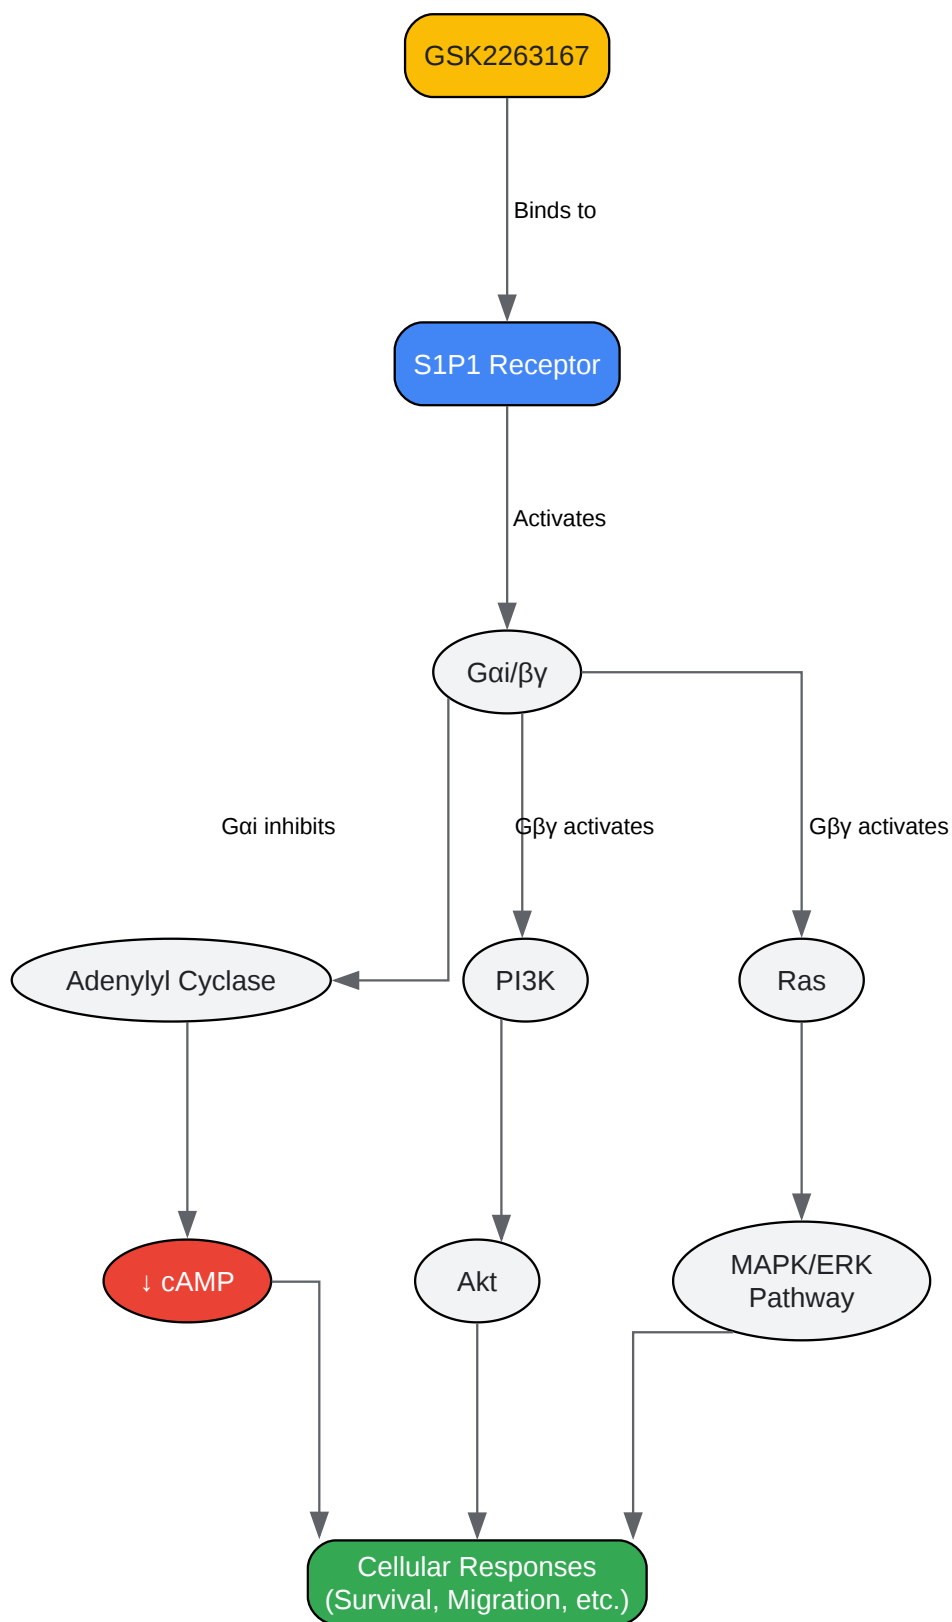 GSK2263167
Binds to
S1P1 Receptor
Activates
Gαi/βγ
Gαi inhibits
Gβγ activates
Gβγ activates
Adenylyl Cyclase
PI3K
Ras
↓ cAMP
Akt
MAPK/ERK
Pathway
Cellular Responses
(Survival, Migration, etc.)